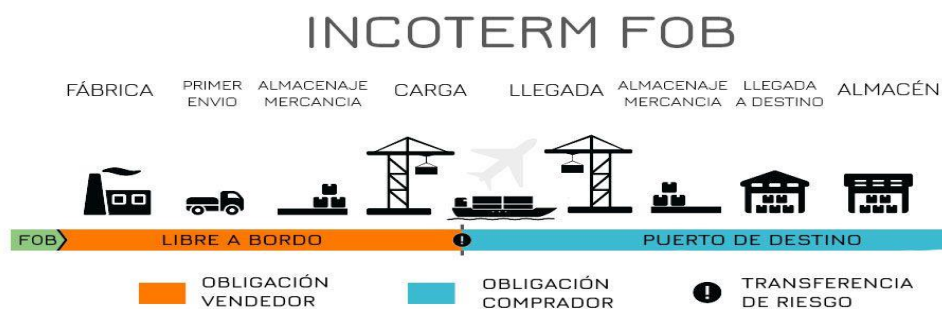 INCOTERM FOB
FÁBRICA
PRIMER
ENVIO
ALMACENAJE
MERCANCIA
CARGA
LLEGADA
ALMACENAJE
MERCANCIA
LLEGADA
A DESTINO
ALMACÉN
FOB
LIBRE A BORDO
PUERTO DE DESTINO
OBLIGACIÓN
VENDEDOR
OBLIGACIÓN
COMPRADOR
TRANSFERENCIA
DE RIESGO